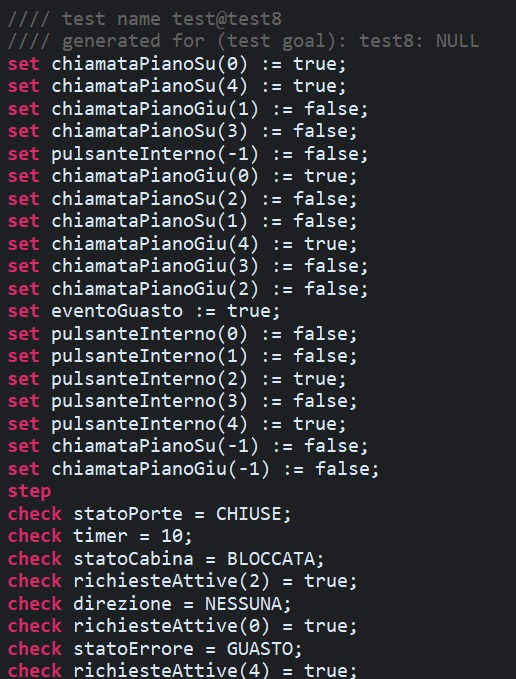 //// test name test@test8
//// generated for (test goal): test8: NULL
set chiamataPianoSu(0) := true;
set chiamataPianoSu(4) := true;
set chiamataPianoGiu(1) := false;
set chiamataPianoSu(3) := false;
set pulsanteInterno(-1) := false;
set chiamataPianoGiu(0) := true;
set chiamataPianoSu(2) := false;
set chiamataPianoSu(1) := false;
set chiamataPianoGiu(4) := true;
set chiamataPianoGiu(3) := false;
set chiamataPianoGiu(2) := false;
set eventoGuasto := true;
set pulsanteInterno(0) := false;
set pulsanteInterno(1) := false;
set pulsanteInterno(2) := true;
set pulsanteInterno(3) := false;
set pulsanteInterno(4) := true;
set chiamataPianoSu(-1) := false;
set chiamataPianoGiu(-1) := false;
step
check statoPorte = CHIUSE;
check timer = 10;
check statoCabina = BLOCCATA;
check richiesteAttive(2) = true;
check direzione = NESSUNA;
check richiesteAttive(0) = true;
check statoErrore = GUASTO;
check richiesteAttive(4) = true;